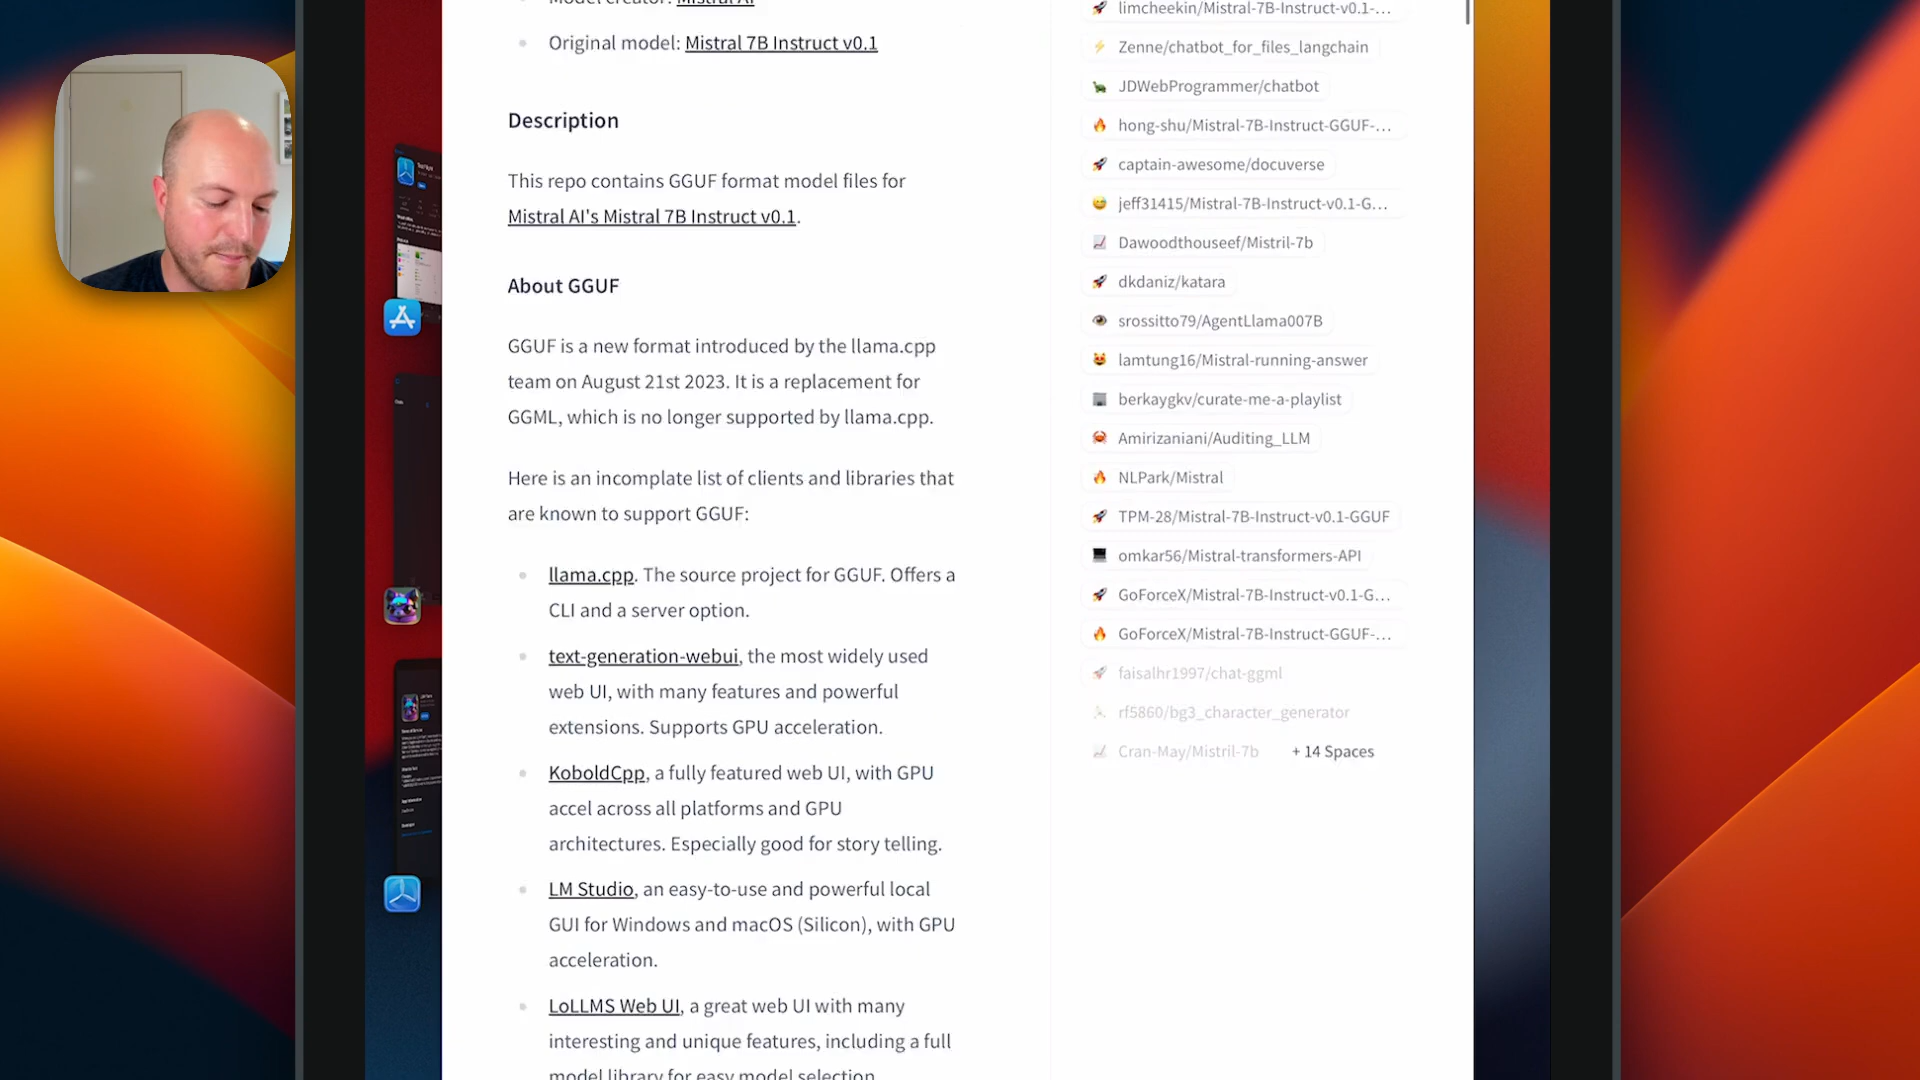 Model creator: Mistral AI
Original model: Mistral 7B Instruct v0.1
Description
This repo contains GGUF format model files for
Mistral AI's Mistral 7B Instruct v0.1.
About GGUF
GGUF is a new format introduced by the llama.cpp
team on August 21st 2023. It is a replacement for
GGML, which is no longer supported by llama.cpp.
Here is an incomplate list of clients and libraries that
are known to support GGUF:
llama.cpp. The source project for GGUF. Offers a
CLI and a server option.
text-generation-webui, the most widely used
web UI, with many features and powerful
extensions. Supports GPU acceleration.
KoboldCpp, a fully featured web UI, with GPU
accel across all platforms and GPU
architectures. Especially good for story telling.
LM Studio, an easy-to-use and powerful local
GUI for Windows and macOS (Silicon), with GPU
acceleration.
LoLLMS Web UI, a great web UI with many
interesting and unique features, including a full
model library for easy model selection.
limcheekin/Mistral-7B-Instruct-v0.1-...
Zenne/chatbot_for_files_langchain
JDWebProgrammer/chatbot
hong-shu/Mistral-7B-Instruct-GGUF-...
captain-awesome/docuverse
jeff31415/Mistral-7B-Instruct-v0.1-G...
Dawoodthouseef/Mistril-7b
dkdaniz/katara
srossitto79/AgentLlama007B
lamtung16/Mistral-running-answer
berkaygkv/curate-me-a-playlist
Amirizaniani/Auditing_LLM
NLPark/Mistral
TPM-28/Mistral-7B-Instruct-v0.1-GGUF
omkar56/Mistral-transformers-API
GoForceX/Mistral-7B-Instruct-v0.1-G...
GoForceX/Mistral-7B-Instruct-GGUF-...
faisalhr1997/chat-ggml
rf5860/bg3_character_generator
Cran-May/Mistril-7b + 14 Spaces